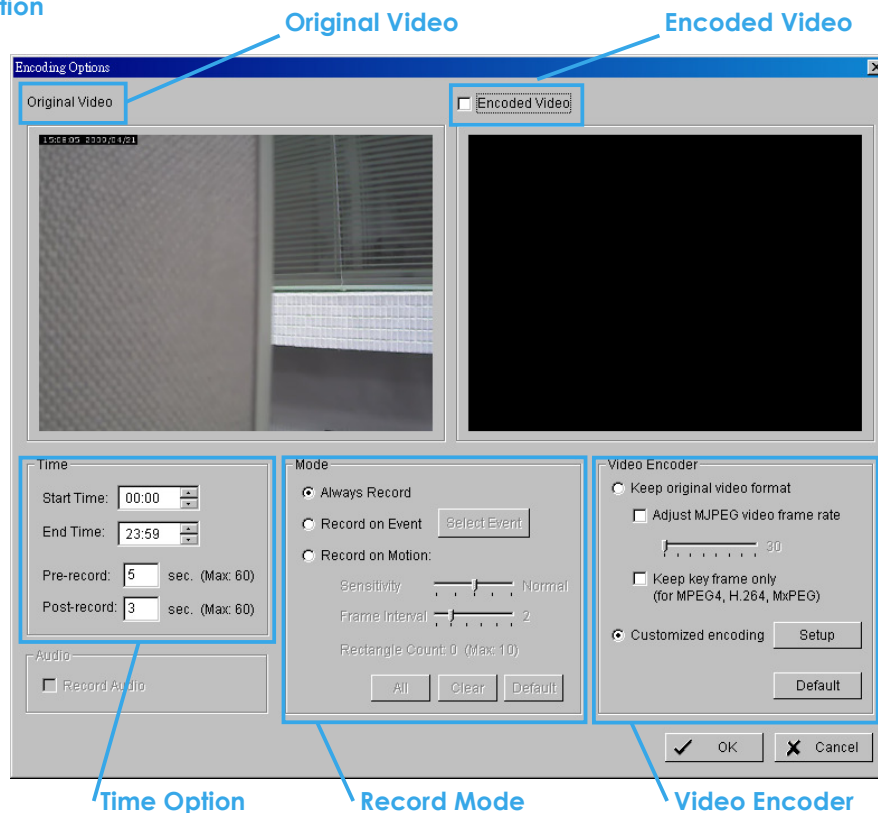 tion
Original Video
Encoded Video
Encoding Options
Original Video
Encoded Video
15:08:05 2009/04/21
Time
Start Time: 00:00
End Time: 23:59
Pre-record: 5 sec. (Max: 60)
Post-record: 3 sec. (Max: 60)
Audio
Record Audio
Mode
Always Record
Record on Event Select Event
Record on Motion:
Sensitivity Normal
Frame Interval 2
Rectangle Count: 0 (Max: 10)
All Clear Default
Video Encoder
Keep original video format
Adjust MJPEG video frame rate
30
Keep key frame only
(for MPEG4, H.264, MxPEG)
Customized encoding Setup
Default
OK Cancel
Time Option
Record Mode
Video Encoder